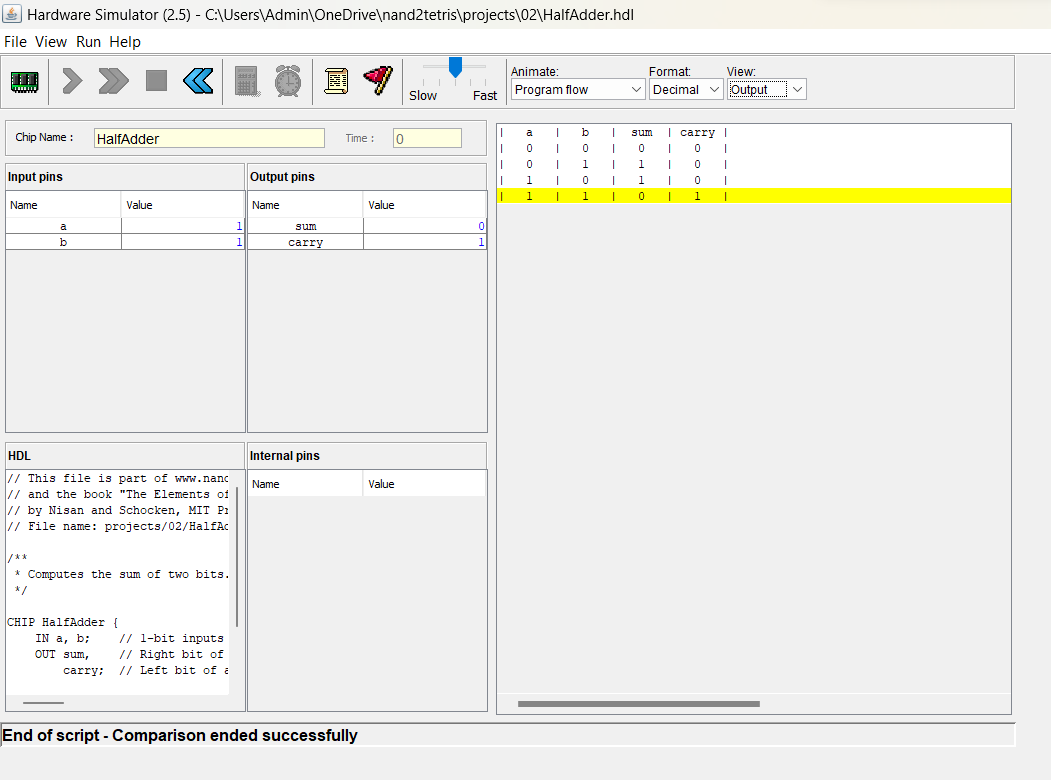 Hardware Simulator (2.5) - C:\Users\Admin\OneDrive\nand2tetris\projects\02\HalfAdder.hdl
File View Run Help
Slow Fast
Animate: Format: View:
Program flow Decimal Output
Chip Name : HalfAdder Time : 0
Input pins
Name Value
a 1
b 1
Output pins
Name Value
sum 0
carry 1
| a | b | sum | carry |
| 0 | 0 | 0 | 0 |
| 0 | 1 | 1 | 0 |
| 1 | 0 | 1 | 0 |
| 1 | 1 | 0 | 1 |
HDL
// This file is part of www.nand
// and the book "The Elements of
// by Nisan and Schocken, MIT Pr
// File name: projects/02/HalfAd
/**
* Computes the sum of two bits.
*/
CHIP HalfAdder {
IN a, b; // 1-bit inputs
OUT sum, // Right bit of
carry; // Left bit of a
Internal pins
Name Value
End of script - Comparison ended successfully